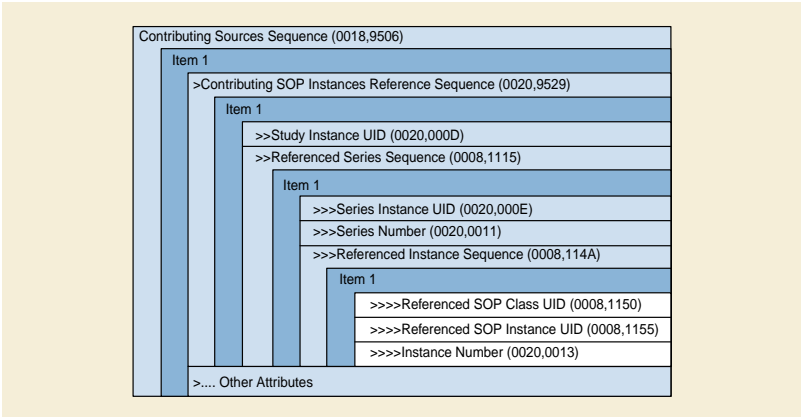 Contributing Sources Sequence (0018,9506)
Item 1
>Contributing SOP Instances Reference Sequence (0020,9529)
Item 1
>>Study Instance UID (0020,000D)
>>Referenced Series Sequence (0008,1115)
Item 1
>>>Series Instance UID (0020,000E)
>>>Series Number (0020,0011)
>>>Referenced Instance Sequence (0008,114A)
Item 1
>>>>Referenced SOP Class UID (0008,1150)
>>>>Referenced SOP Instance UID (0008,1155)
>>>>Instance Number (0020,0013)
>.... Other Attributes